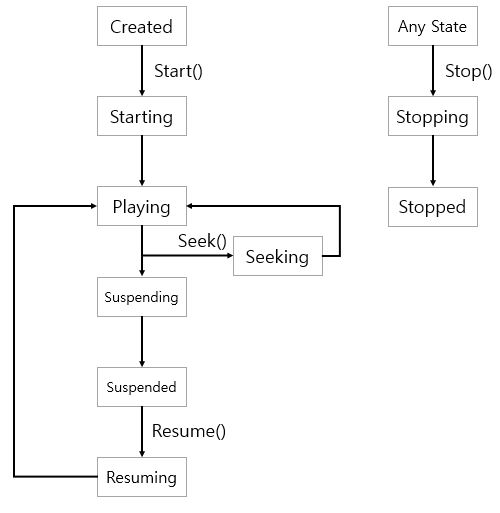 Created
Any State
Start()
Stop()
Starting
Stopping
Playing
Stopped
Seek()
Seeking
Suspending
Suspended
Resume()
Resuming